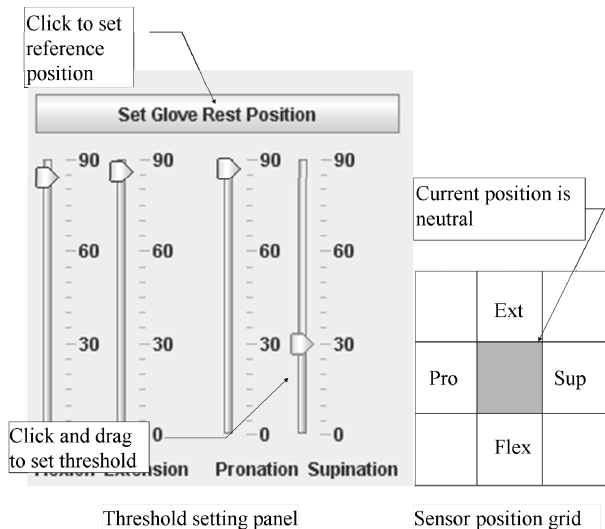 Click to set
reference
position
Set Glove Rest Position
90 90 90 90
60 60 60 60
30 30 30 30
0 0 0
Current position is
neutral
Ext
Pro Sup
Flex
Click and drag
to set threshold
Pronation Supination
Threshold setting panel Sensor position grid